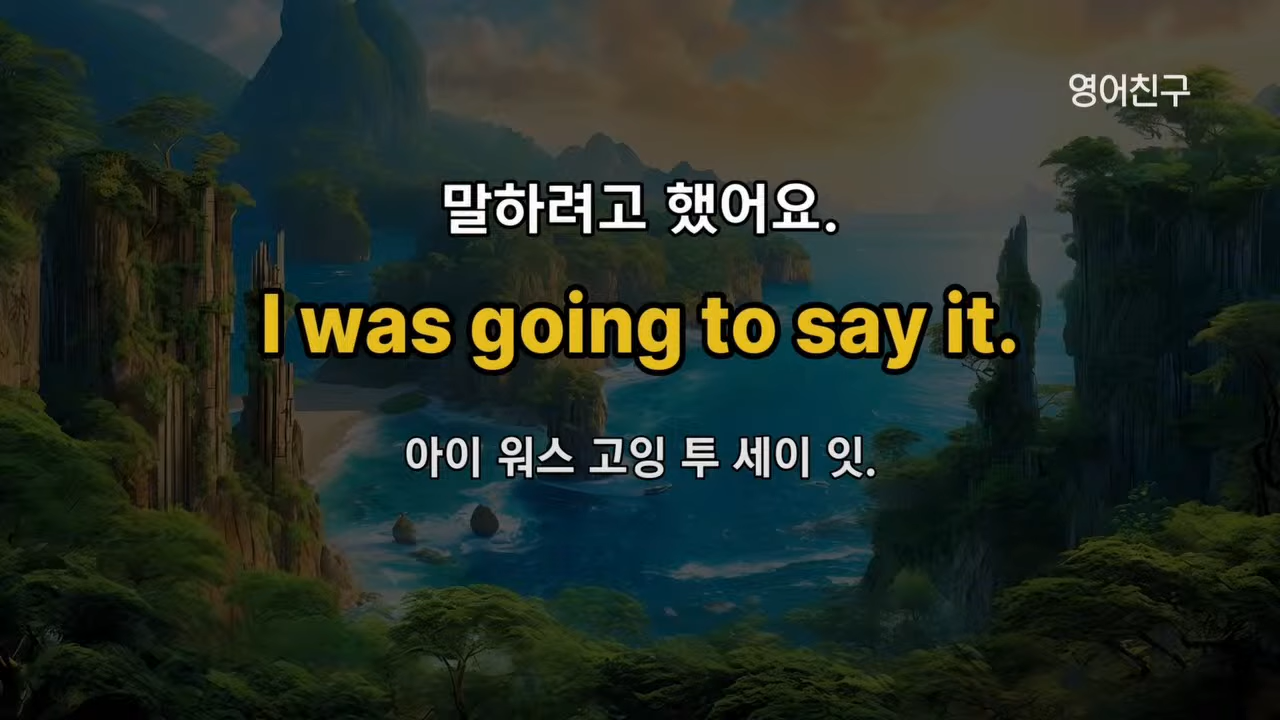 영어친구
말하려고 했어요.
I was going to say it.
아이 워스 고잉 투 세이 잇.